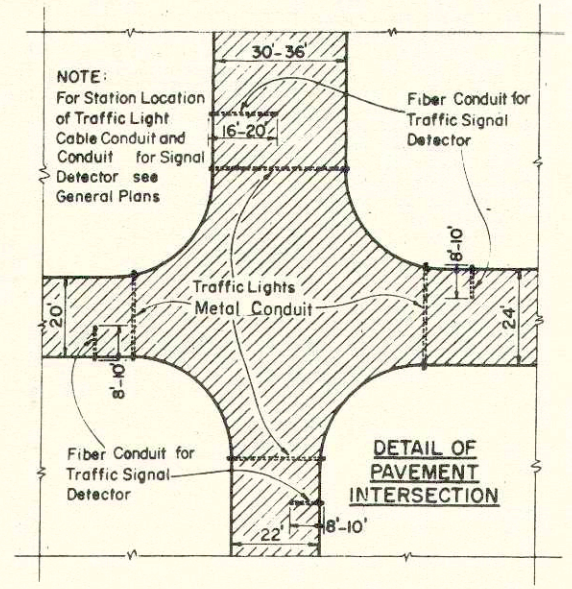 30'-36'
NOTE:
For Station Location
of Traffic Light
Cable Conduit and
Conduit for Signal
Detector see
General Plans
16'-20'
Fiber Conduit for
Traffic Signal
Detector
8'-10'
Traffic Lights
Metal Conduit
20'
24'
8'-10'
Fiber Conduit for
Traffic Signal
Detector
DETAIL OF
PAVEMENT
INTERSECTION
22'
8'-10'